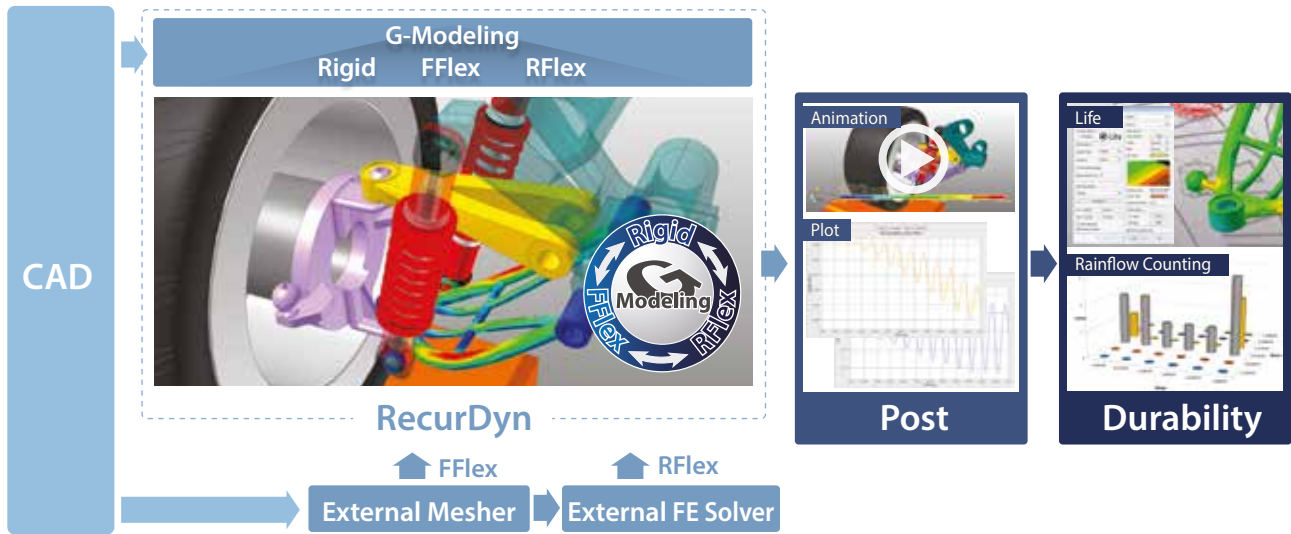 CAD
G-Modeling
Rigid FFlex RFlex
Rigid
FFlex
RFlex
G
Modeling
RecurDyn
FFlex
RFlex
External Mesher
External FE Solver
Animation
Plot
Post
Life
Rainflow Counting
Durability